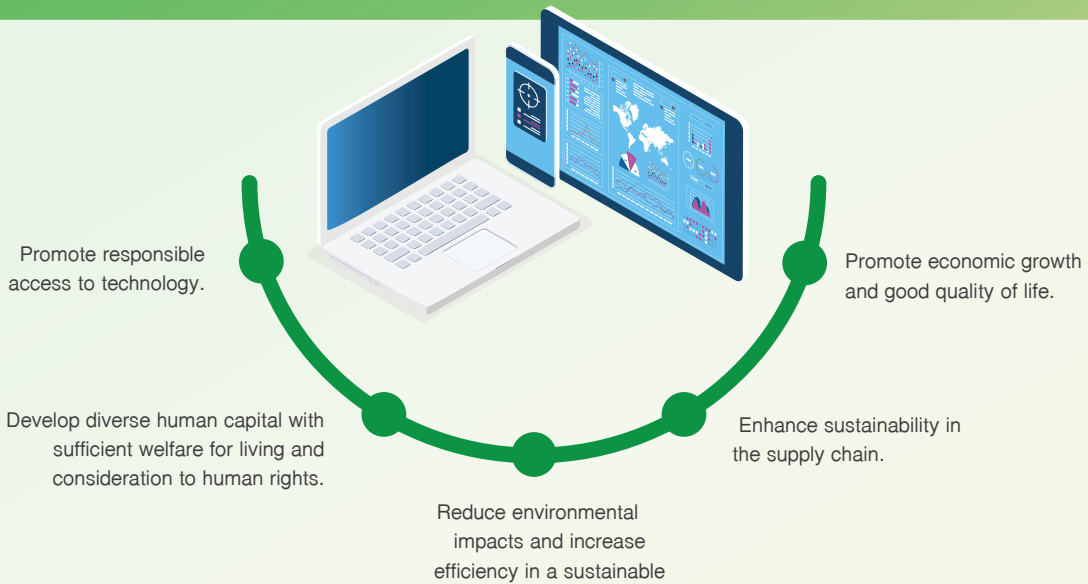 Promote responsible
access to technology.
Develop diverse human capital with
sufficient welfare for living and
consideration to human rights.
Reduce environmental
impacts and increase
efficiency in a sustainable
Enhance sustainability in
the supply chain.
Promote economic growth
and good quality of life.